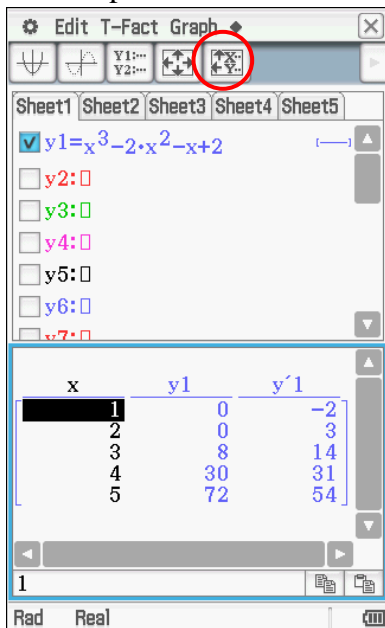 Edit T-Fact Graph ◆
Y1:··· Y2:···
Sheet1 Sheet2 Sheet3 Sheet4 Sheet5
y1=x³−2·x²−x+2
y2:□
y3:□
y4:□
y5:□
y6:□
y7:□
x y1 y´1
1 0 −2
2 0 3
3 8 14
4 30 31
5 72 54
1
Rad Real